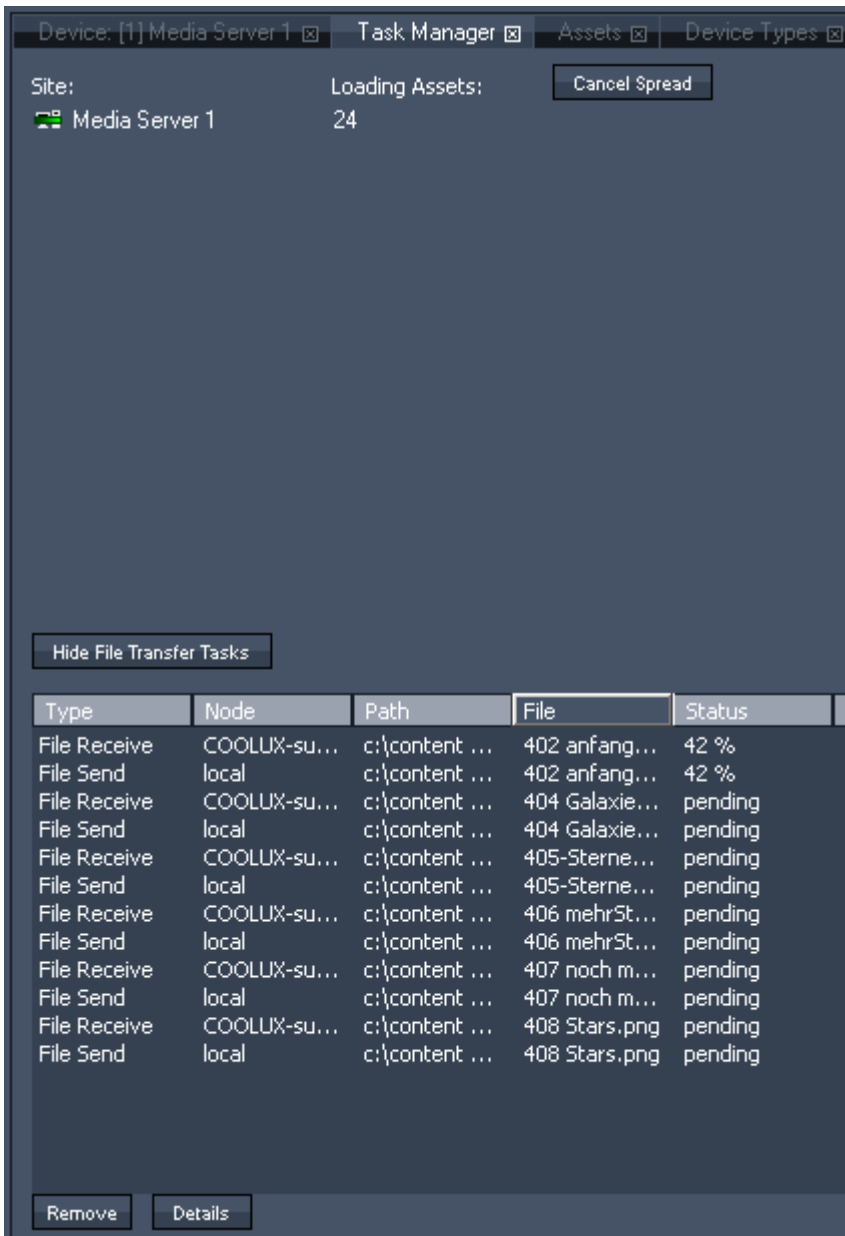 Device: [1] Media Server 1 Task Manager Assets Device Types
Site: Loading Assets: Cancel Spread
Media Server 1 24
Hide File Transfer Tasks
Type Node Path File Status
File Receive COOLUX-su... c:\content ... 402 anfang... 42 %
File Send local c:\content ... 402 anfang... 42 %
File Receive COOLUX-su... c:\content ... 404 Galaxie... pending
File Send local c:\content ... 404 Galaxie... pending
File Receive COOLUX-su... c:\content ... 405-Sterne... pending
File Send local c:\content ... 405-Sterne... pending
File Receive COOLUX-su... c:\content ... 406 mehrSt... pending
File Send local c:\content ... 406 mehrSt... pending
File Receive COOLUX-su... c:\content ... 407 noch m... pending
File Send local c:\content ... 407 noch m... pending
File Receive COOLUX-su... c:\content ... 408 Stars.png pending
File Send local c:\content ... 408 Stars.png pending
Remove Details